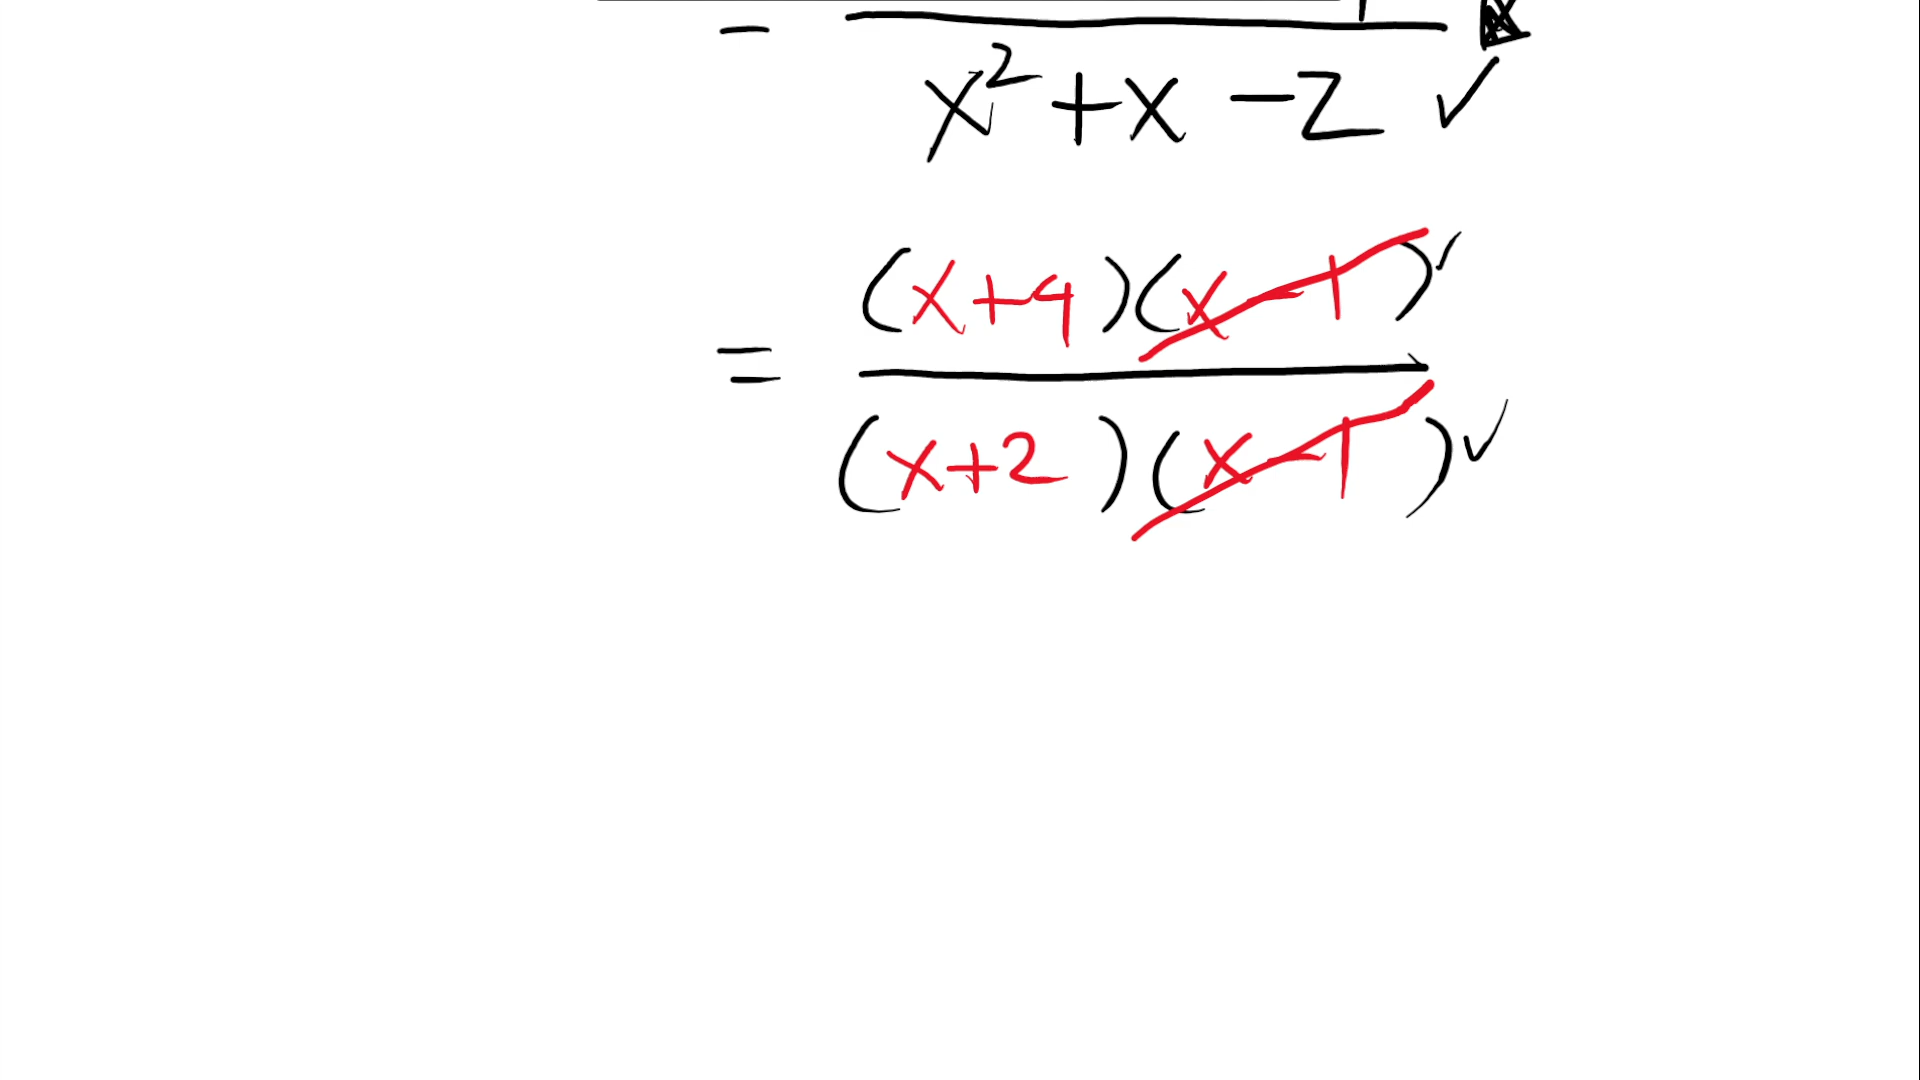 x² + x - 2 ✓
= (x+4)(x-1) ✓
(x+2)(x-1) ✓